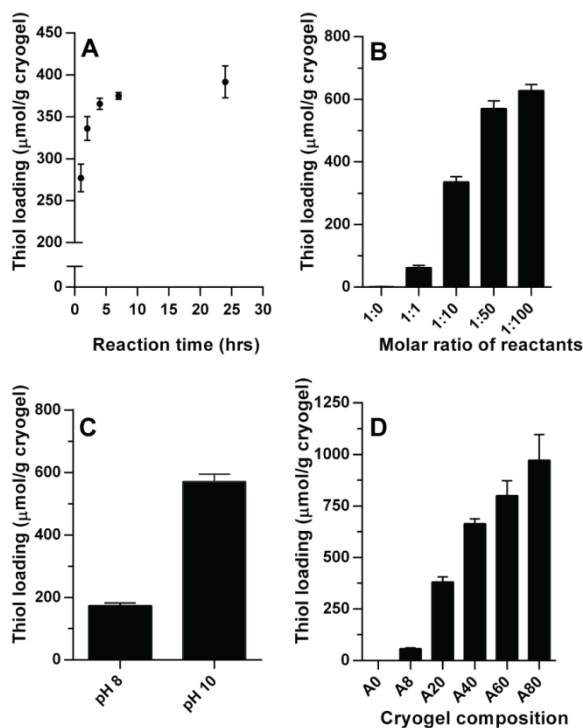 A
Thiol loading (μmol/g cryogel)
450
400
350
300
250
200
0
0 5 10 15 20 25 30
Reaction time (hrs)
B
Thiol loading (μmol/g cryogel)
800
600
400
200
0
1:0 1:1 1:10 1:50 1:100
Molar ratio of reactants
C
Thiol loading (μmol/g cryogel)
800
600
400
200
0
pH 8 pH 10
D
Thiol loading (μmol/g cryogel)
1250
1000
750
500
250
0
A0 A8 A20 A40 A60 A80
Cryogel composition